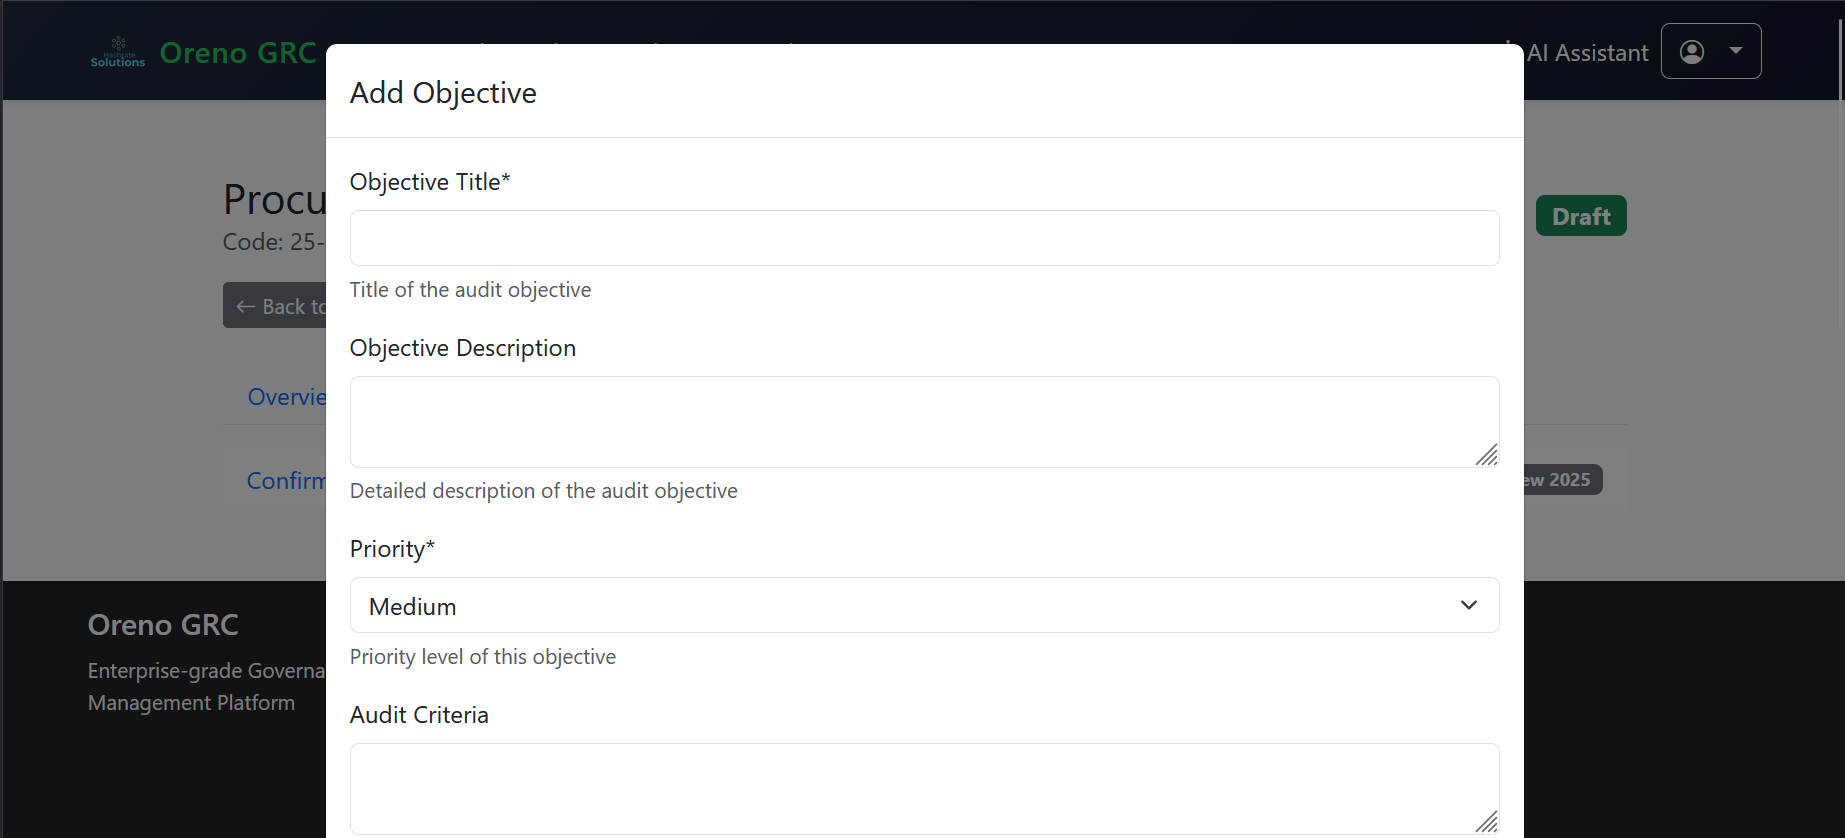 Hashgate
Solutions
Oreno GRC
AI Assistant
Add Objective
Objective Title*
Title of the audit objective
Objective Description
Detailed description of the audit objective
Priority*
Medium
Priority level of this objective
Audit Criteria
Procu
Code: 25-
Draft
← Back to
Overvie
Confirm
ew 2025
Oreno GRC
Enterprise-grade Governa
Management Platform